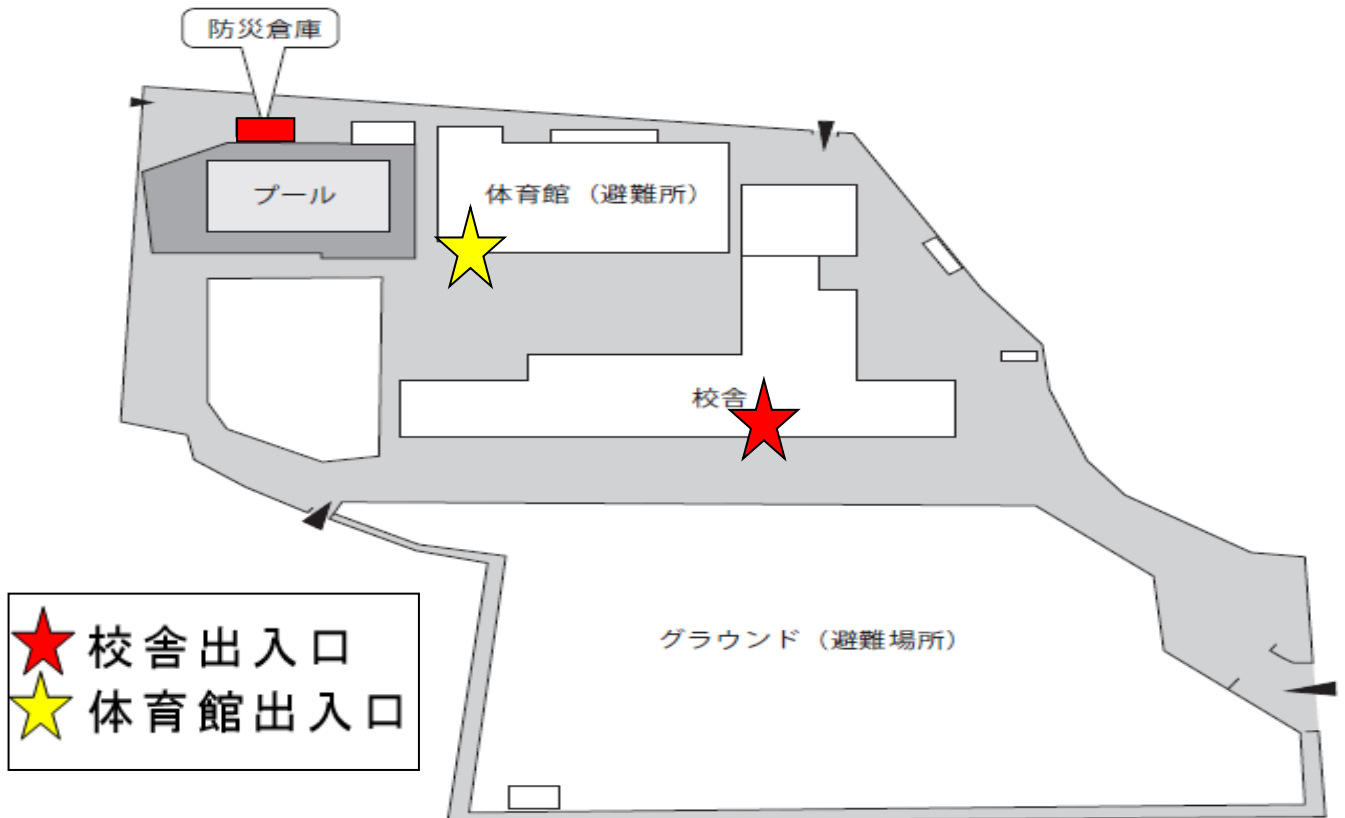 防災倉庫
プール
体育館（避難所）
校舎
グラウンド（避難場所）
校舎出入口
体育館出入口